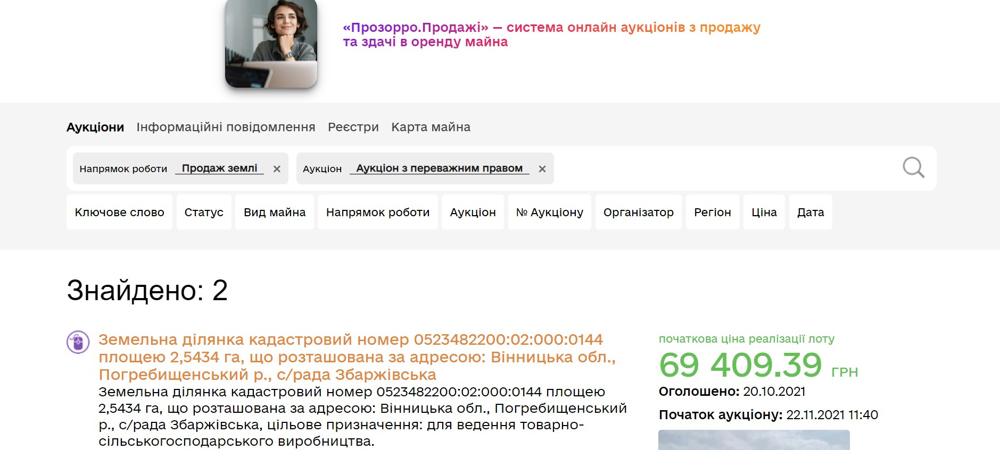 «Прозорро.Продажі» — система онлайн аукціонів з продажу
та здачі в оренду майна
Аукціони Інформаційні повідомлення Реєстри Карта майна
Напрямок роботи Продаж землі × Аукціон Аукціон з переважним правом ×
Ключове слово Статус Вид майна Напрямок роботи Аукціон № Аукціону Організатор Регіон Ціна Дата
Знайдено: 2
Земельна ділянка кадастровий номер 0523482200:02:000:0144
площею 2,5434 га, що розташована за адресою: Вінницька обл.,
Погребищенський р., с/рада Збаржівська
Земельна ділянка кадастровий номер 0523482200:02:000:0144 площею
2,5434 га, що розташована за адресою: Вінницька обл., Погребищенський
р., с/рада Збаржівська, цільове призначення: для ведення товарно-
сільськогосподарського виробництва.
початкова ціна реалізації лоту
69 409.39 ГРН
Оголошено: 20.10.2021
Початок аукціону: 22.11.2021 11:40